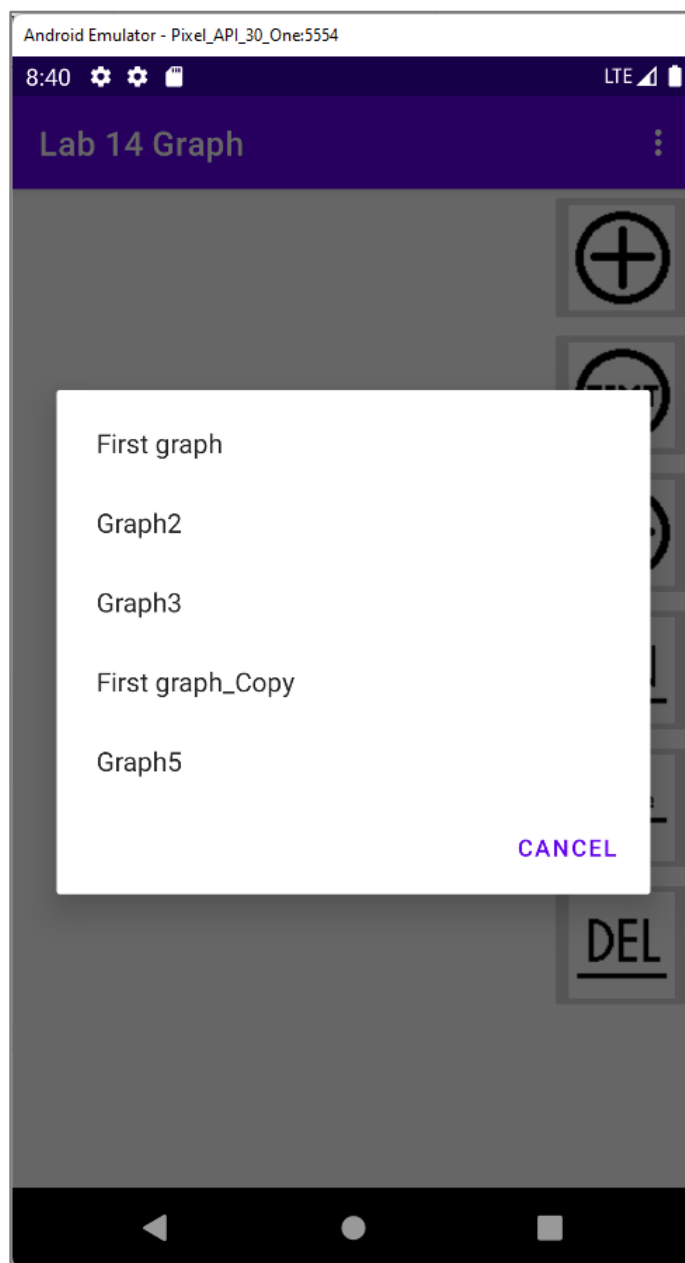 Android Emulator - Pixel_API_30_One:5554
8:40 LTE
Lab 14 Graph
First graph
Graph2
Graph3
First graph_Copy
Graph5
CANCEL
DEL